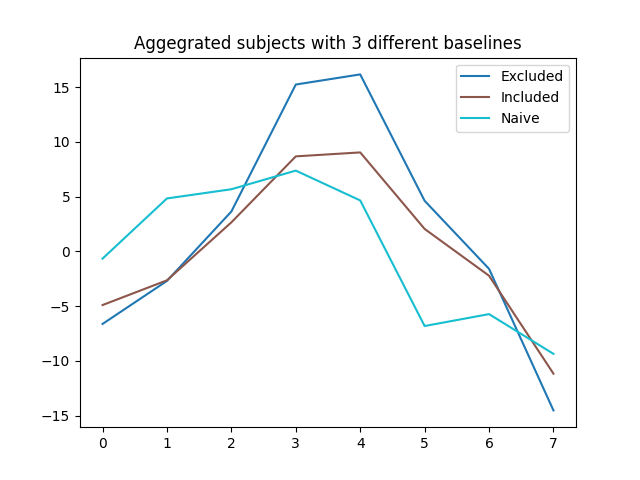 Aggegrated subjects with 3 different baselines
Excluded
Included
Naive
15
10
5
0
−5
−10
−15
0 1 2 3 4 5 6 7